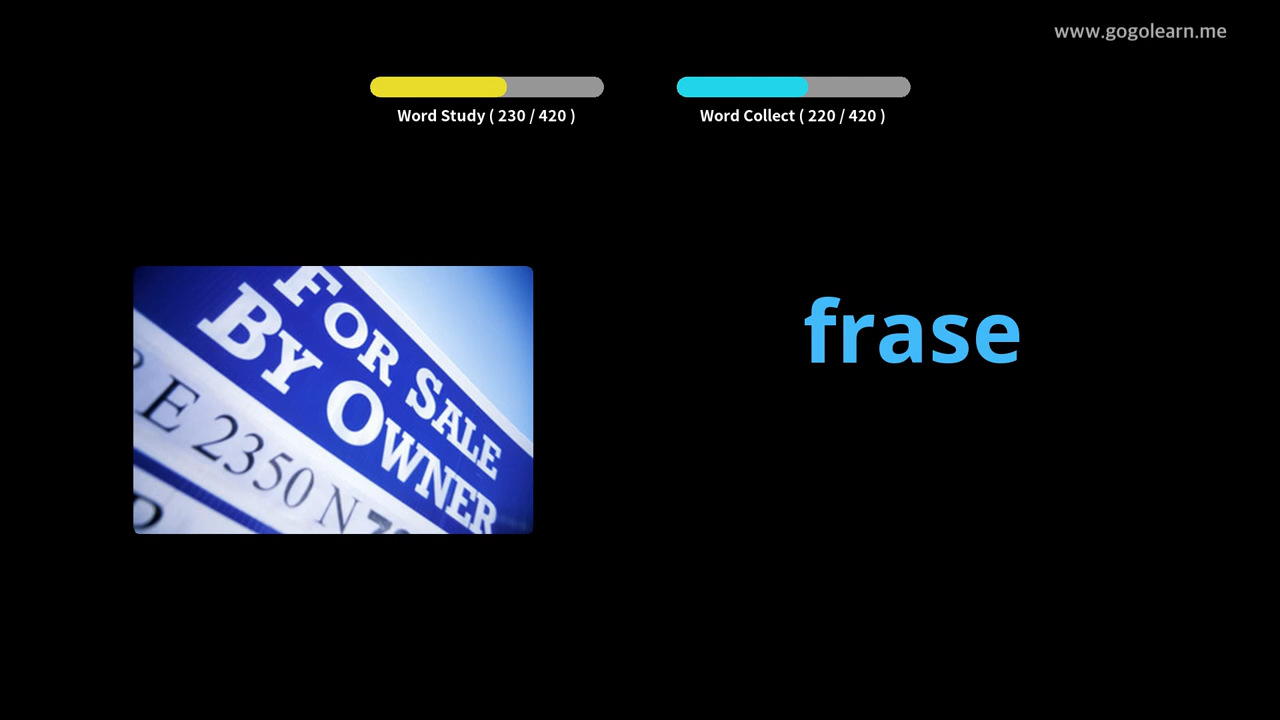 www.gogolearn.me
Word Study ( 230 / 420 )
Word Collect ( 220 / 420 )
FOR SALE
BY OWNER
E 2350 N
frase